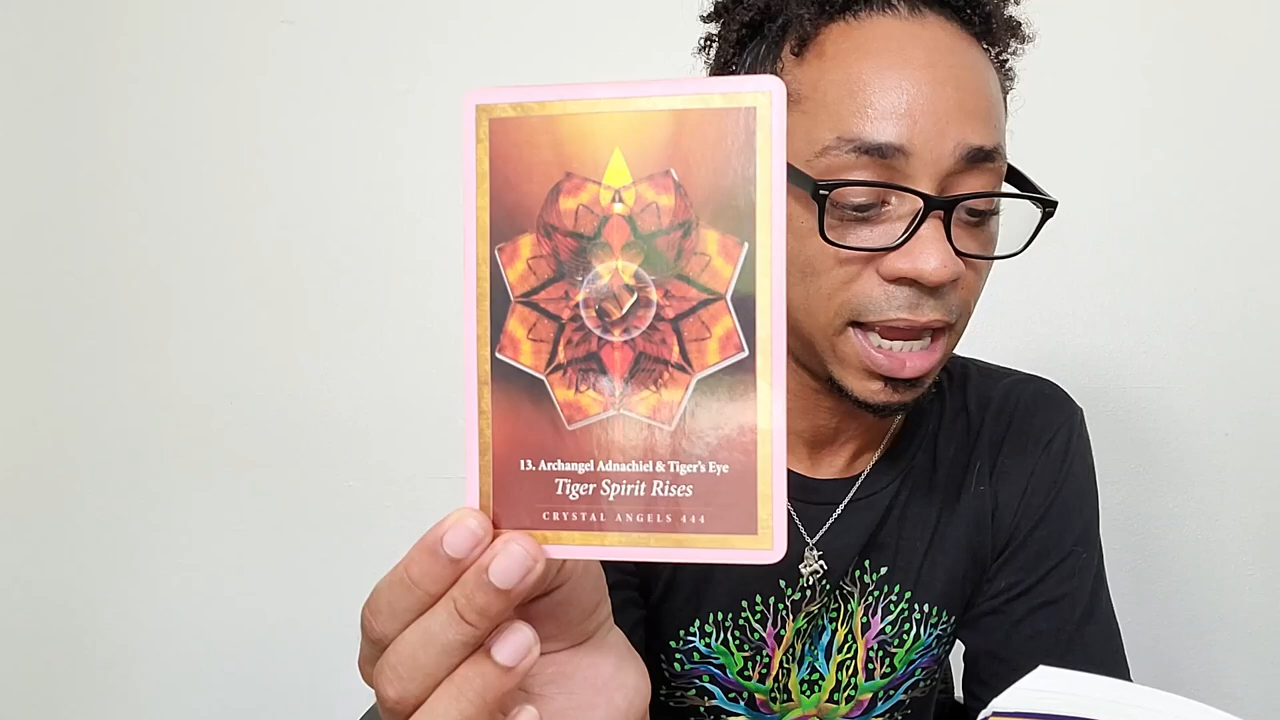 13. Archangel Adnachiel & Tiger's Eye
Tiger Spirit Rises
CRYSTAL ANGELS 444